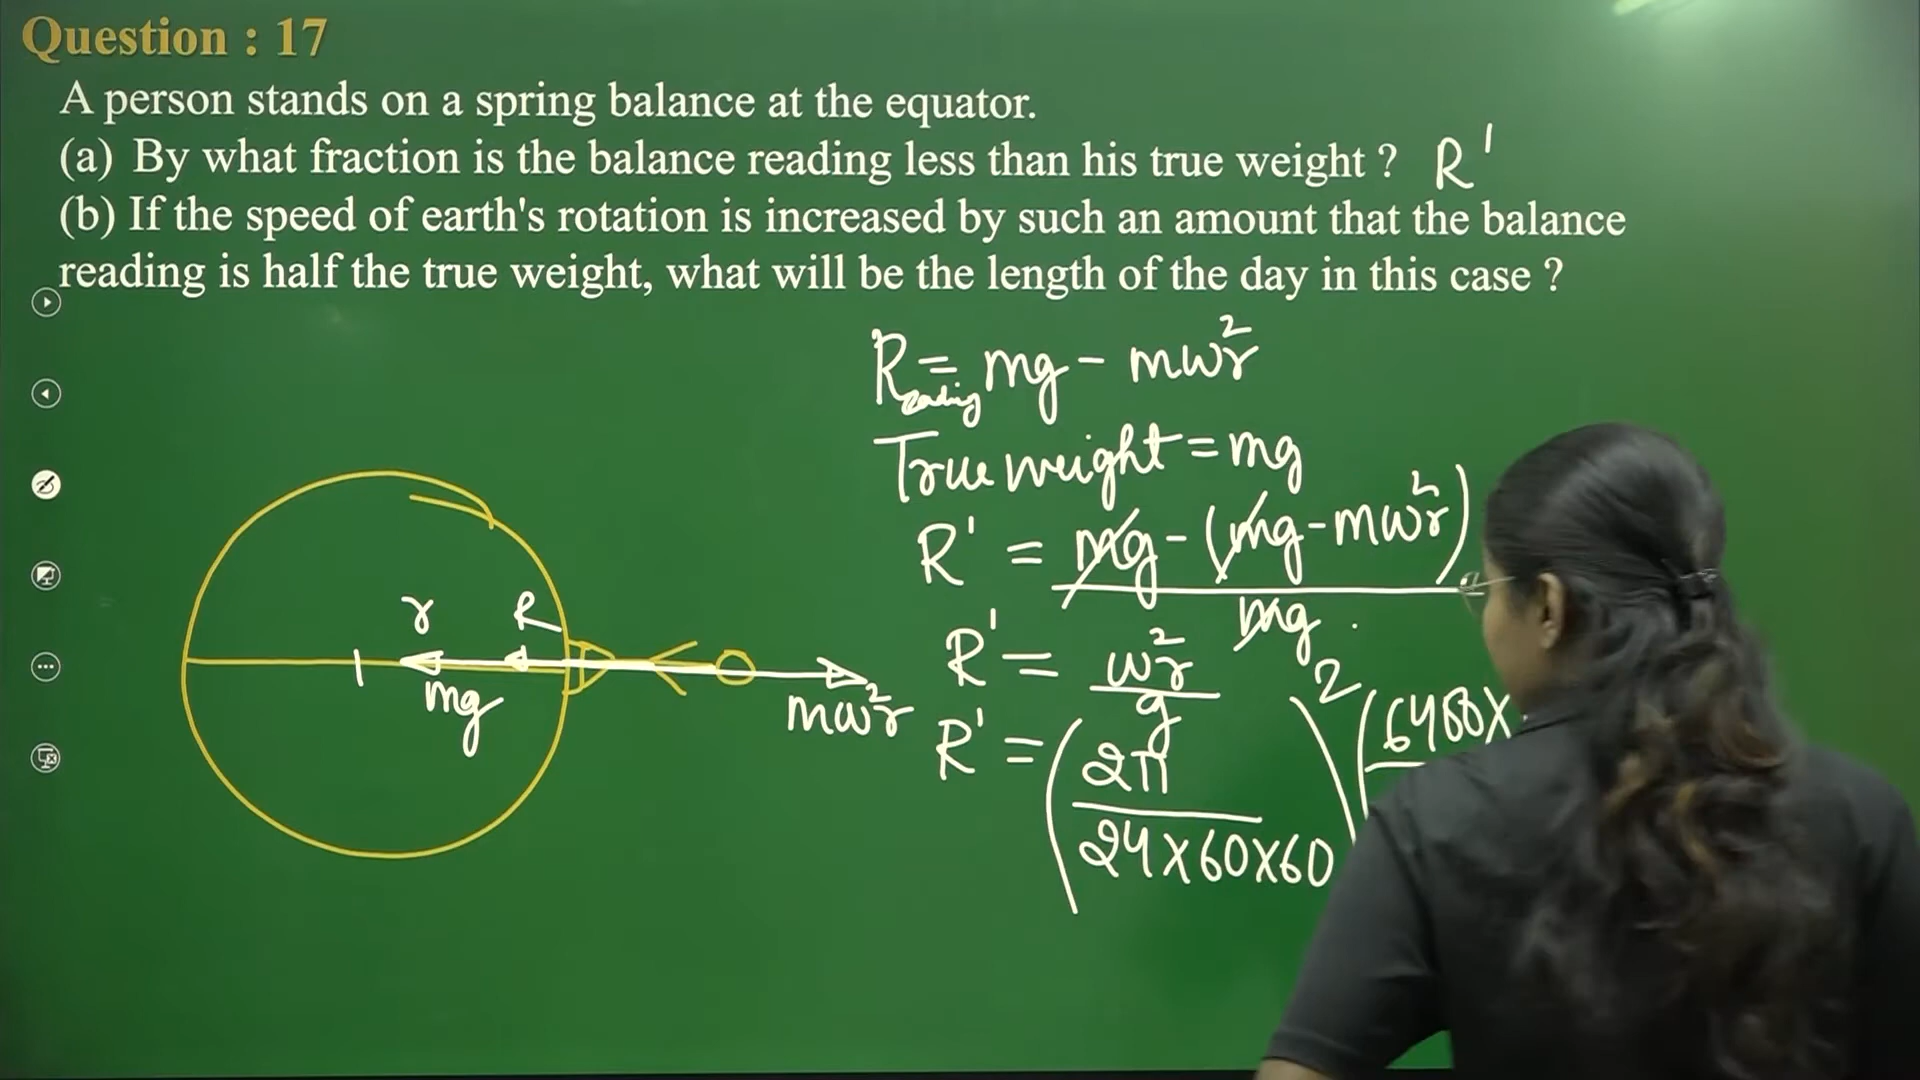 Question : 17
A person stands on a spring balance at the equator.
(a) By what fraction is the balance reading less than his true weight ? R'
(b) If the speed of earth's rotation is increased by such an amount that the balance
reading is half the true weight, what will be the length of the day in this case ?
R reading = mg - mω²r
True weight = mg
R' = mg - (mg - mω²r)
mg
R' = ω²r
g
R' = (2π / 24×60×60)² (6400×
r R
mg
mω²r